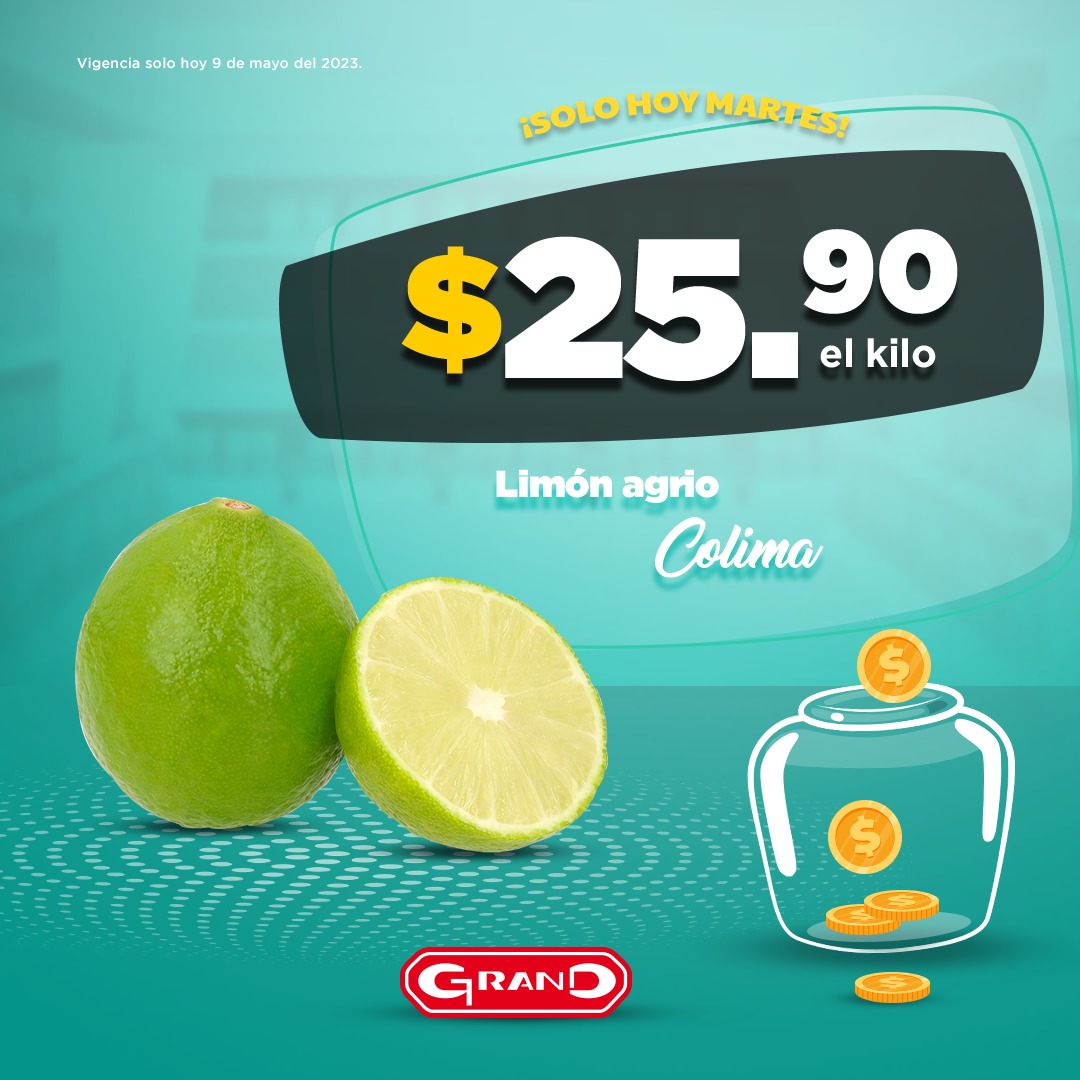 Vigencia solo hoy 9 de mayo del 2023.
¡SOLO HOY MARTES!
$25.90
el kilo
Limón agrio
Colima
GRAND